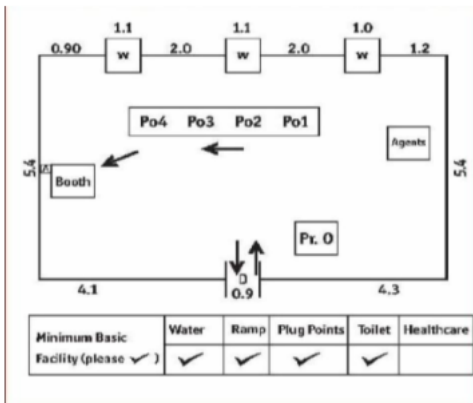 1.1 1.1 1.0
0.90 2.0 2.0 1.2
W W W
Po4 Po3 Po2 Po1
Agents
5.4 5.4
Booth
Pr. O
D
4.1 0.9 4.3
Water Ramp Plug Points Toilet Healthcare
Minimum Basic
Facility (please ✓) ✓ ✓ ✓ ✓